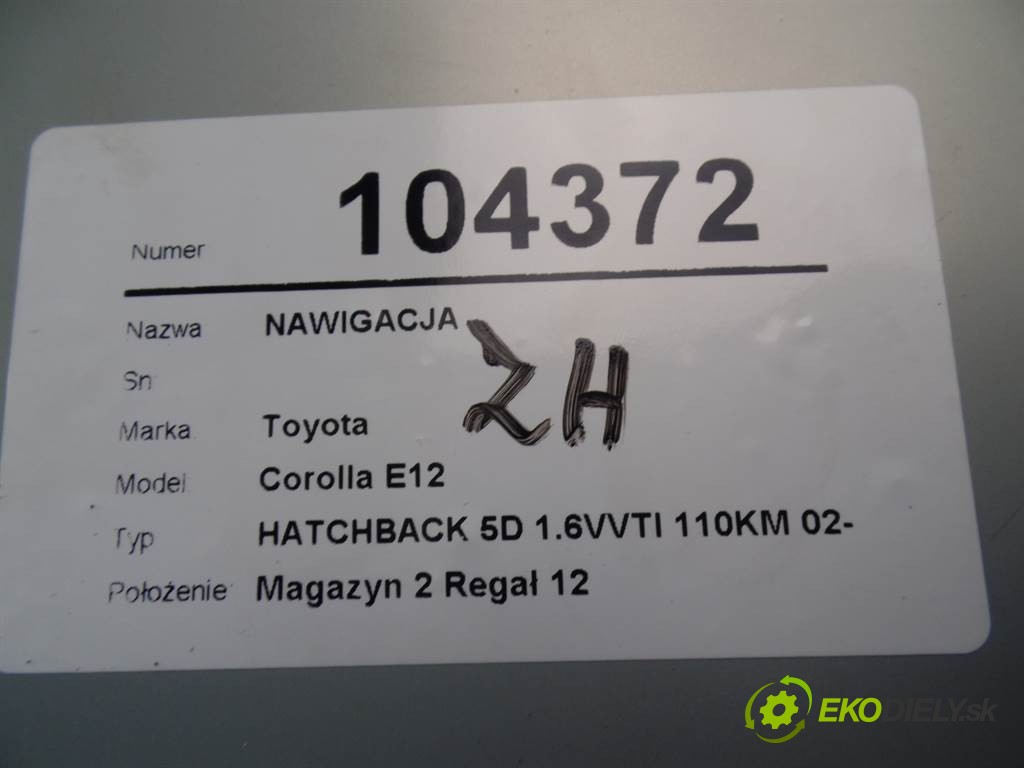 Numer 104372
Nazwa NAWIGACJA
Sn
ZH
Marka Toyota
Model Corolla E12
Typ HATCHBACK 5D 1.6VVTI 110KM 02-
Położenie Magazyn 2 Regał 12
EKODIELY.sk